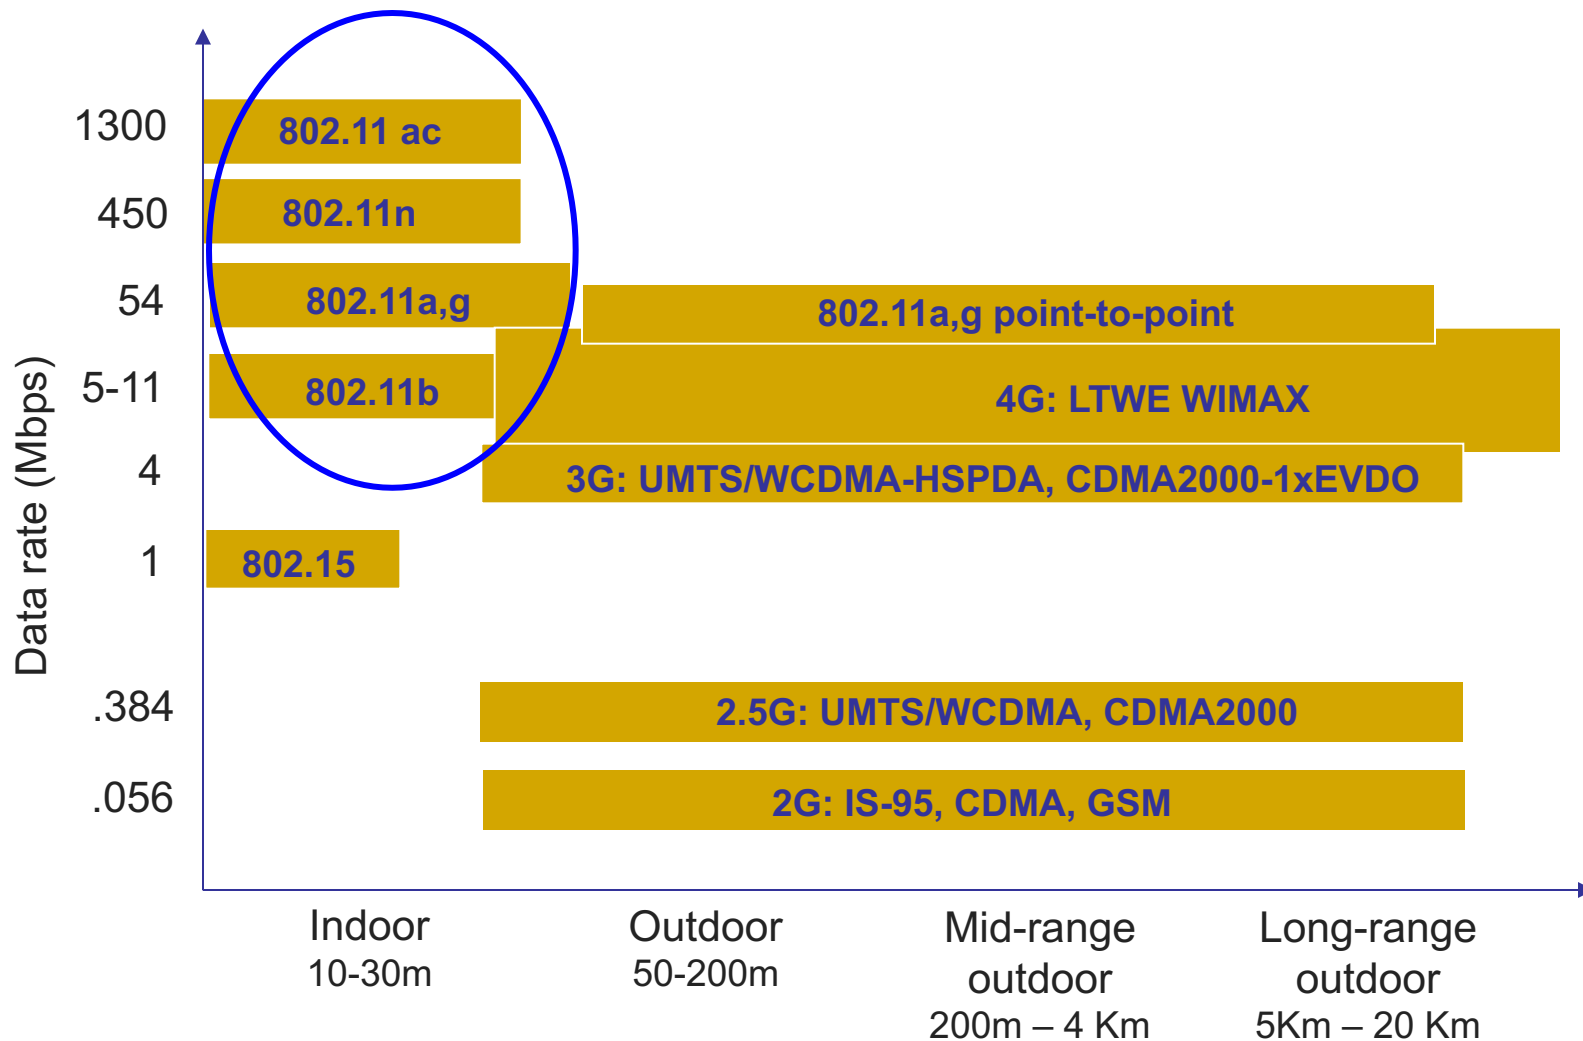 1300
802.11 ac
450
802.11n
54
802.11a,g
802.11a,g point-to-point
5-11
802.11b
4G: LTWE WIMAX
4
3G: UMTS/WCDMA-HSPDA, CDMA2000-1xEVDO
1
802.15
.384
2.5G: UMTS/WCDMA, CDMA2000
.056
2G: IS-95, CDMA, GSM
Data rate (Mbps)
Indoor
10-30m
Outdoor
50-200m
Mid-range
outdoor
200m – 4 Km
Long-range
outdoor
5Km – 20 Km